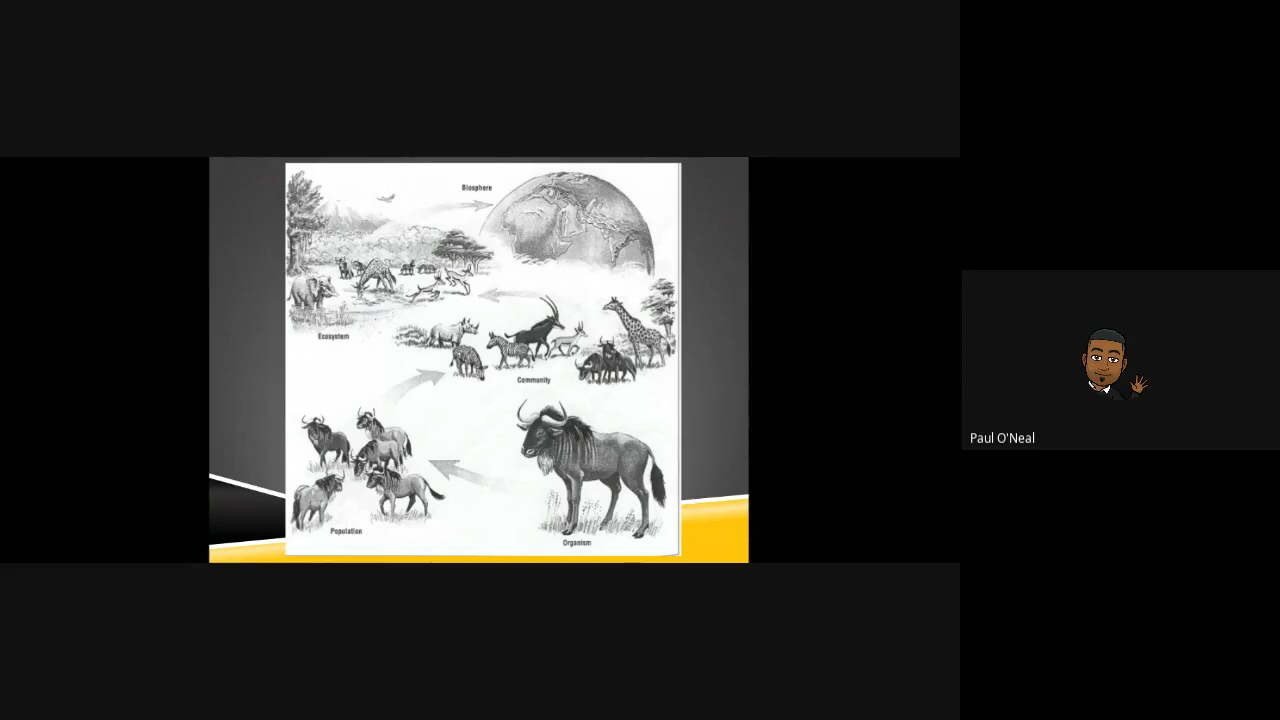 Biosphere
Ecosystem
Community
Population
Organism
Paul O'Neal